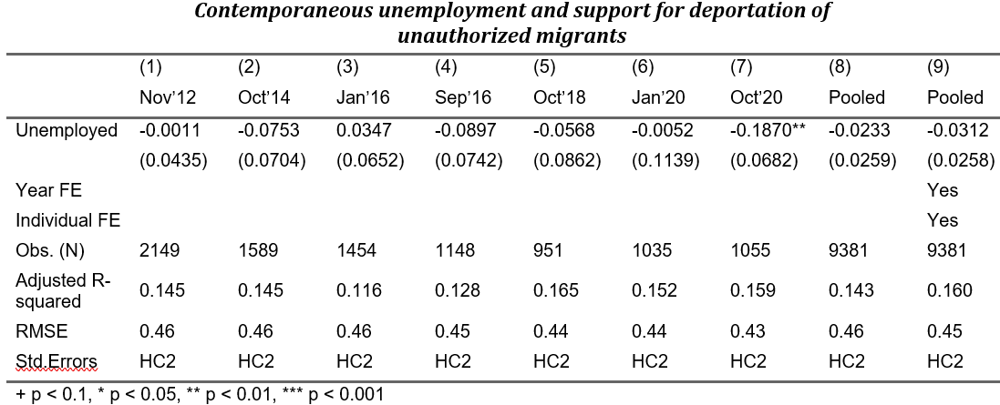 Contemporaneous unemployment and support for deportation of
unauthorized migrants
(1) (2) (3) (4) (5) (6) (7) (8) (9)
Nov’12 Oct’14 Jan’16 Sep’16 Oct’18 Jan’20 Oct’20 Pooled Pooled
Unemployed -0.0011 -0.0753 0.0347 -0.0897 -0.0568 -0.0052 -0.1870** -0.0233 -0.0312
(0.0435) (0.0704) (0.0652) (0.0742) (0.0862) (0.1139) (0.0682) (0.0259) (0.0258)
Year FE Yes
Individual FE Yes
Obs. (N) 2149 1589 1454 1148 951 1035 1055 9381 9381
Adjusted R-
squared 0.145 0.145 0.116 0.128 0.165 0.152 0.159 0.143 0.160
RMSE 0.46 0.46 0.46 0.45 0.44 0.44 0.43 0.46 0.45
Std.Errors HC2 HC2 HC2 HC2 HC2 HC2 HC2 HC2 HC2
+ p < 0.1, * p < 0.05, ** p < 0.01, *** p < 0.001